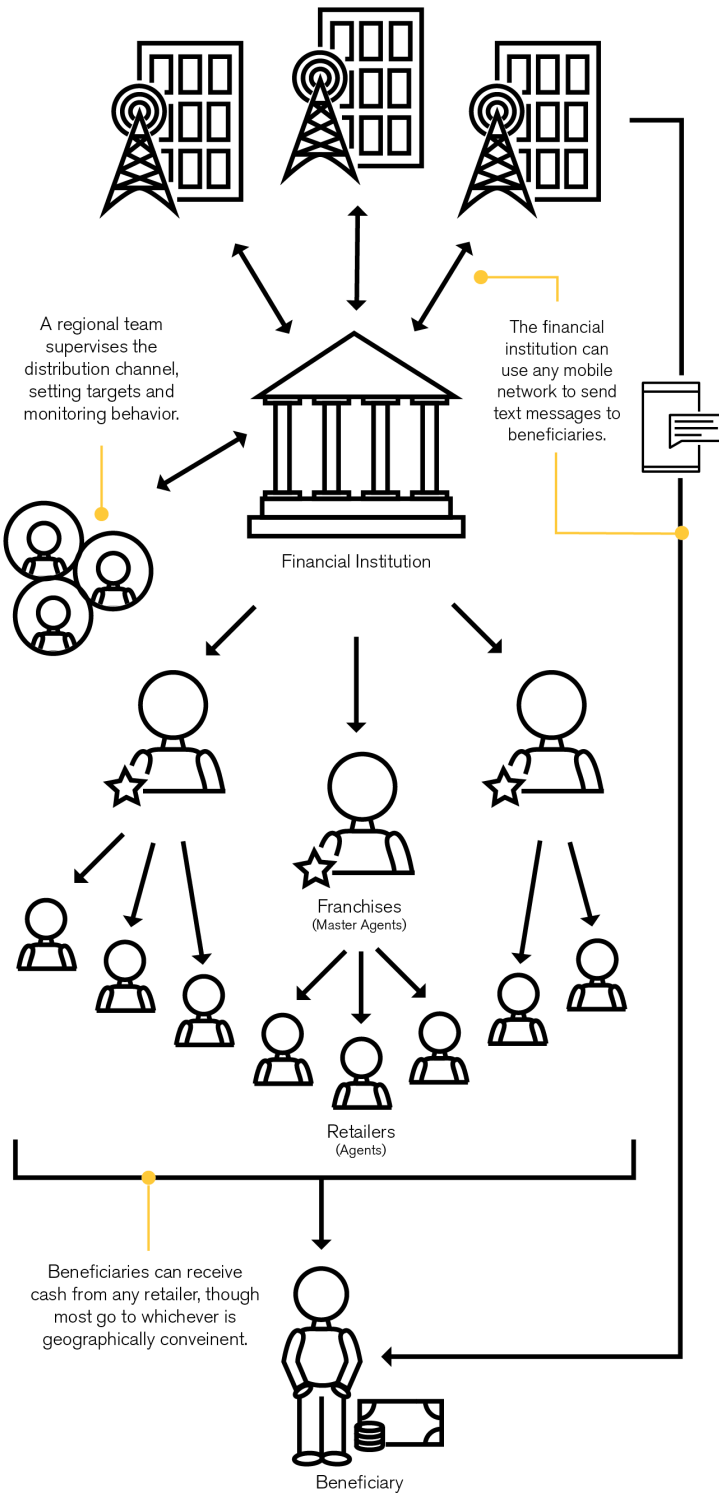 A regional team
supervises the
distribution channel,
setting targets and
monitoring behavior.
The financial
institution can
use any mobile
network to send
text messages to
beneficiaries.
Financial Institution
Franchises
(Master Agents)
Retailers
(Agents)
Beneficiaries can receive
cash from any retailer, though
most go to whichever is
geographically conveinent.
Beneficiary